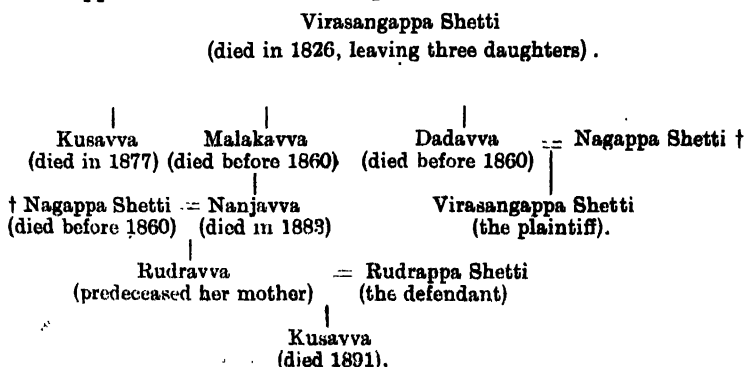 Virasangappa Shetti
(died in 1826, leaving three daughters) .
Kusavva Malakavva Dadavva = Nagappa Shetti †
(died in 1877) (died before 1860) (died before 1860)
† Nagappa Shetti = Nanjavva Virasangappa Shetti
(died before 1860) (died in 1883) (the plaintiff).
Rudravva = Rudrappa Shetti
(predeceased her mother) (the defendant)
Kusavva
(died 1891).